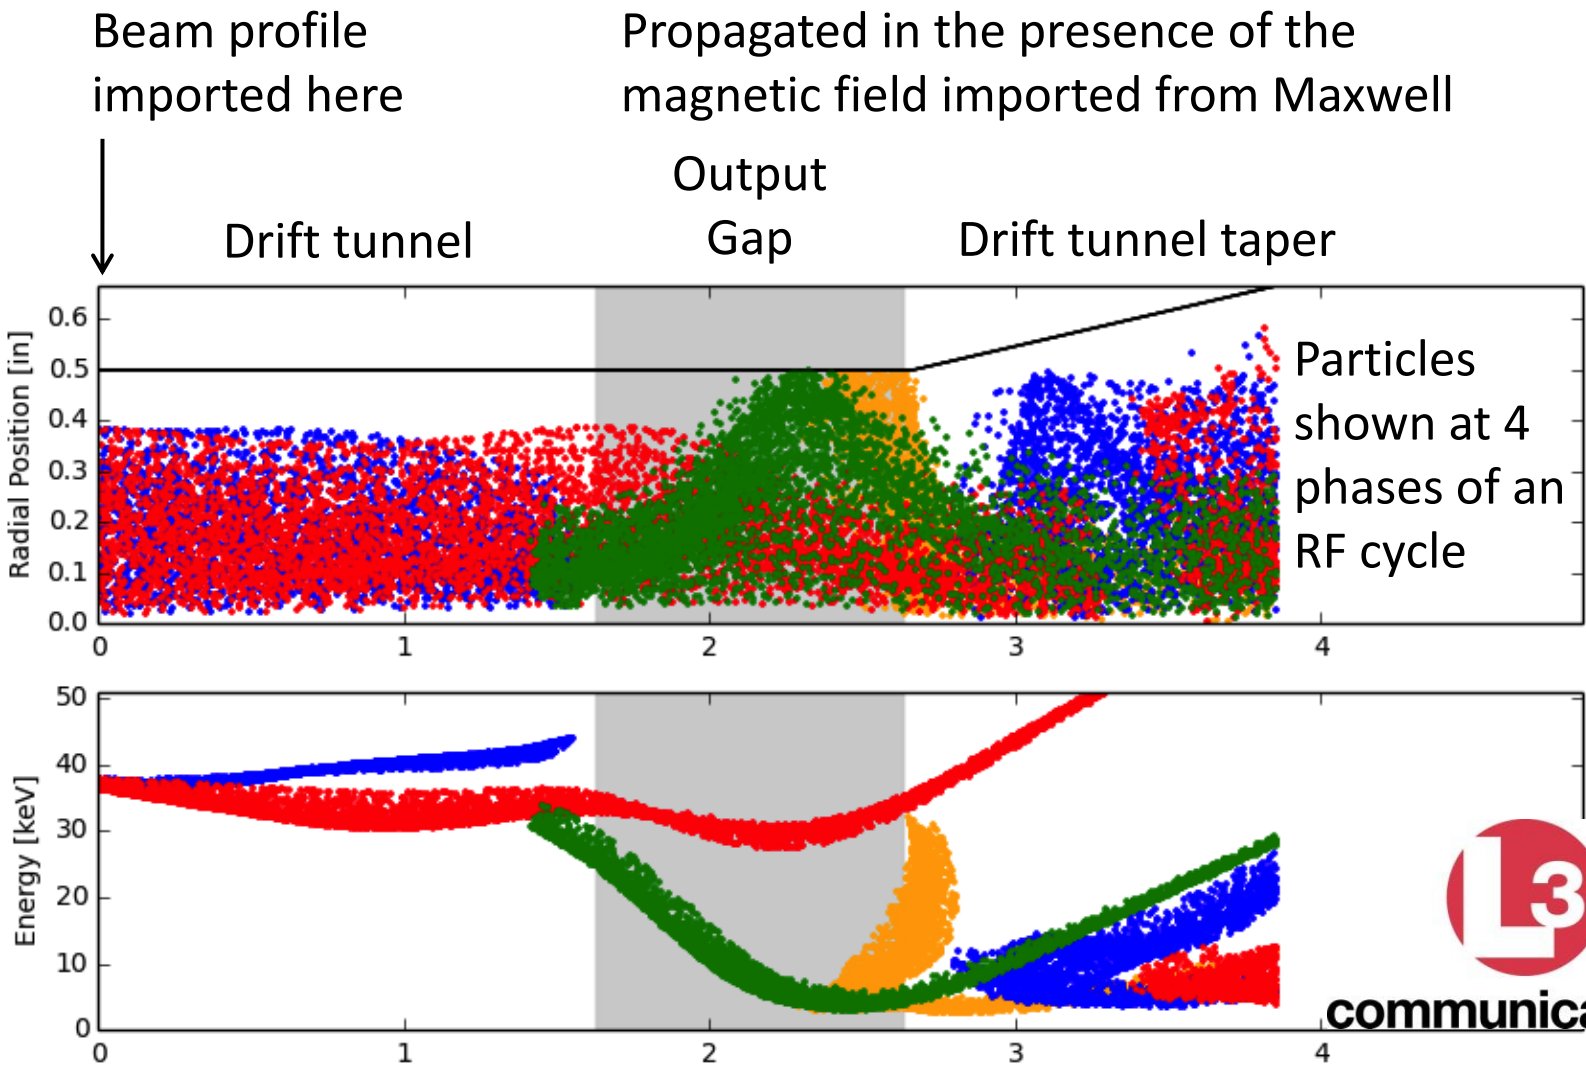 Beam profile
imported here
Propagated in the presence of the
magnetic field imported from Maxwell
Output
Gap
Drift tunnel
Drift tunnel taper
Radial Position [in]
0.6
0.5
0.4
0.3
0.2
0.1
0.0
0 1 2 3 4
Particles
shown at 4
phases of an
RF cycle
Energy [keV]
50
40
30
20
10
0
0 1 2 3 4
L3
communica